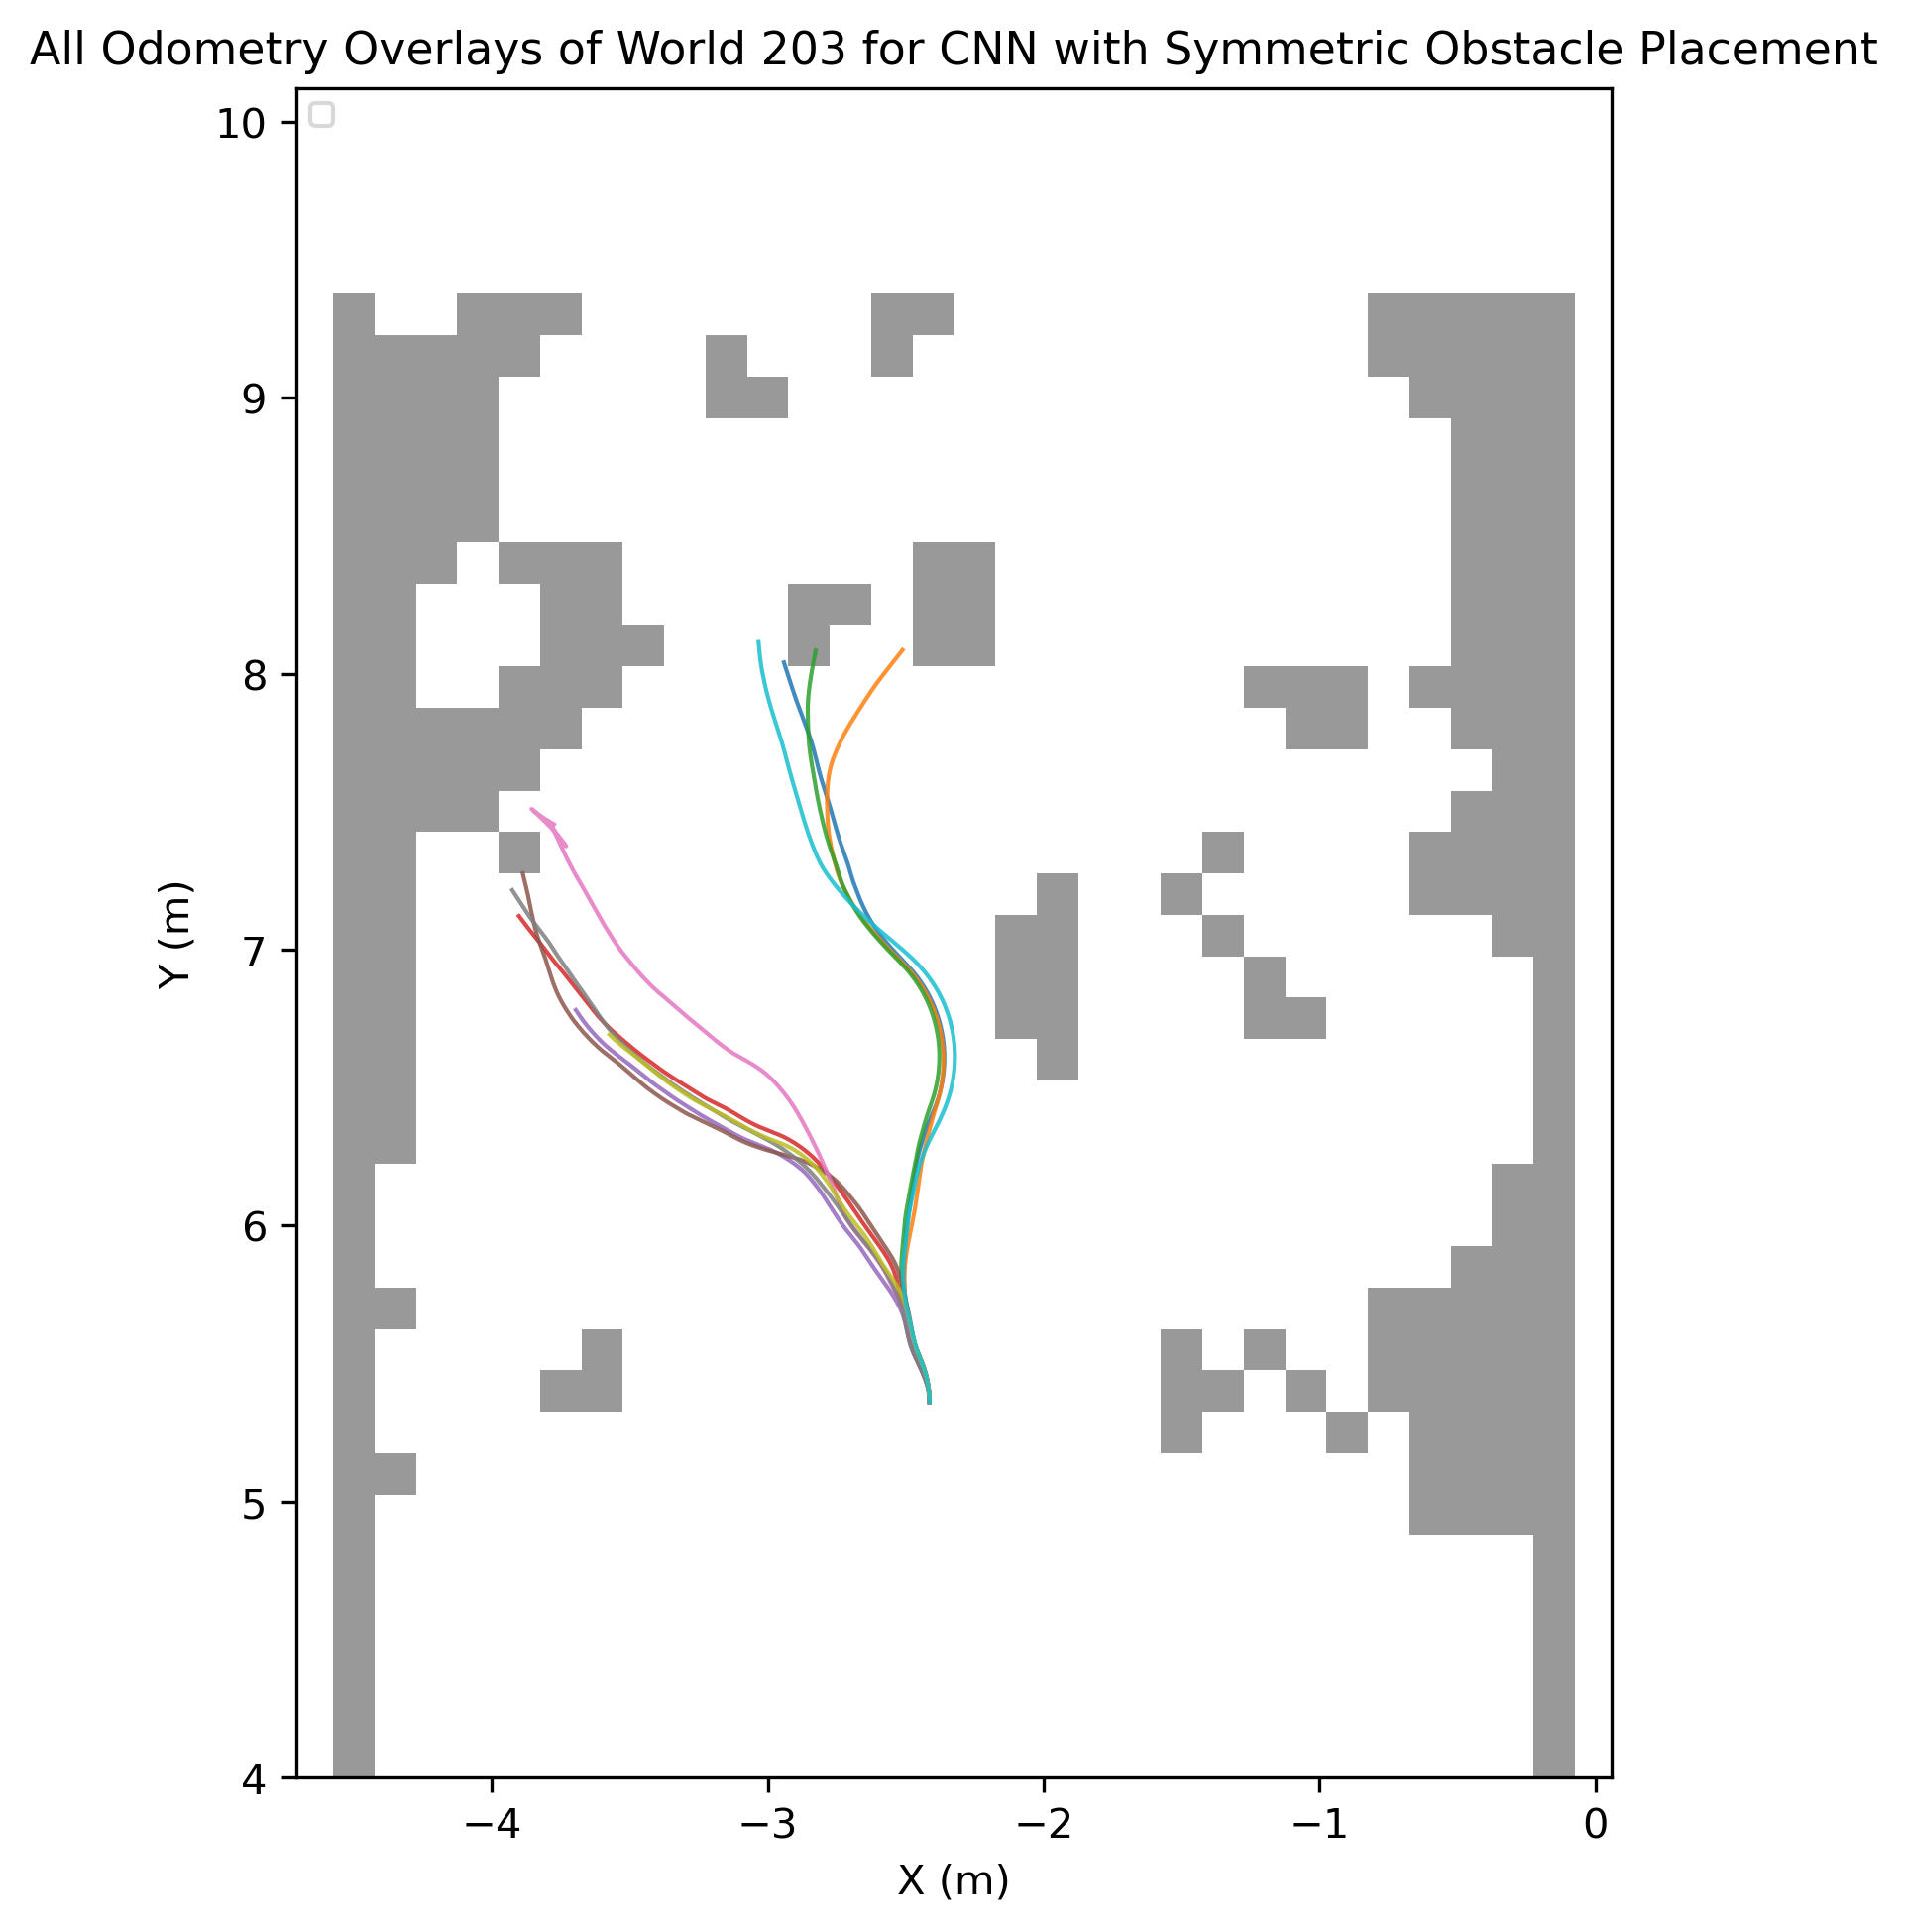 All Odometry Overlays of World 203 for CNN with Symmetric Obstacle Placement
10
9
8
7
6
5
4
Y (m)
−4 −3 −2 −1 0
X (m)